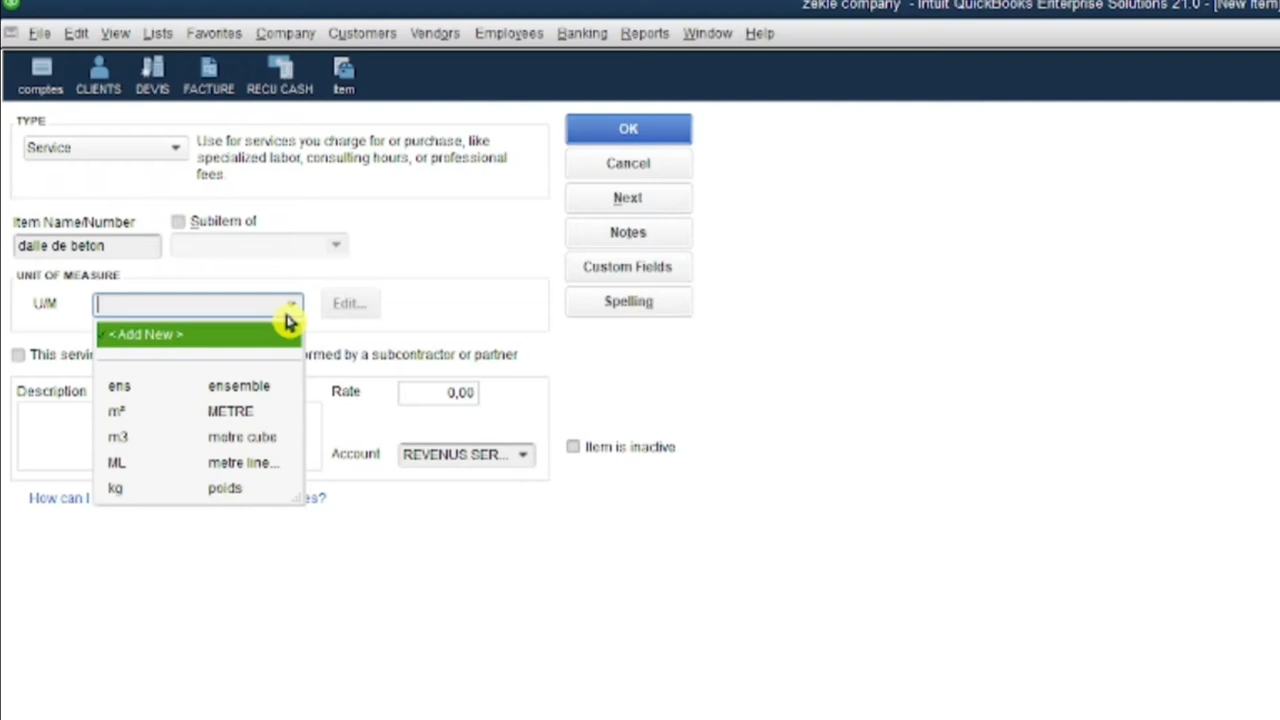 zekle company - Intuit QuickBooks Enterprise Solutions 21.0 - [New Item]
File Edit View Lists Favorites Company Customers Vendors Employees Banking Reports Window Help
comptes CLIENTS DEVIS FACTURE RECU CASH Item
TYPE
Service
Use for services you charge for or purchase, like
specialized labor, consulting hours, or professional
fees.
OK
Cancel
Next
Notes
Custom Fields
Spelling
Item Name/Number
Subitem of
dalle de beton
UNIT OF MEASURE
U/M
Edit...
< Add New >
ens ensemble
m² METRE
m3 metre cube
ML metre line...
kg poids
This servi
rmed by a subcontractor or partner
Description
Rate
0,00
Account
REVENUS SER...
Item is inactive
How can I
es?